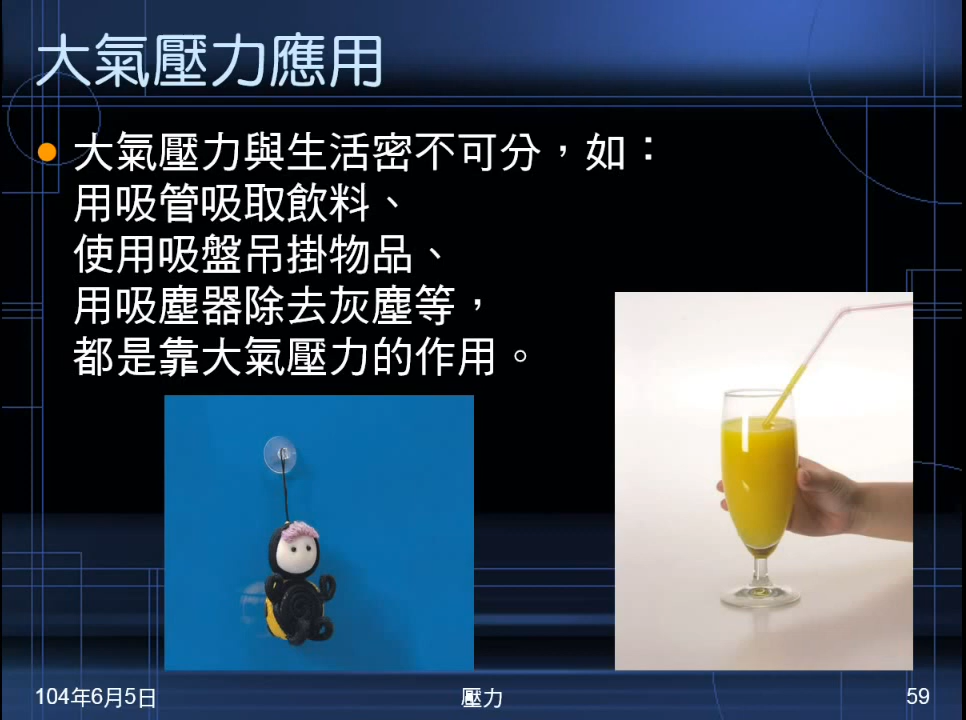 大氣壓力應用
大氣壓力與生活密不可分，如：
用吸管吸取飲料、
使用吸盤吊掛物品、
用吸塵器除去灰塵等，
都是靠大氣壓力的作用。
104年6月5日
壓力
59